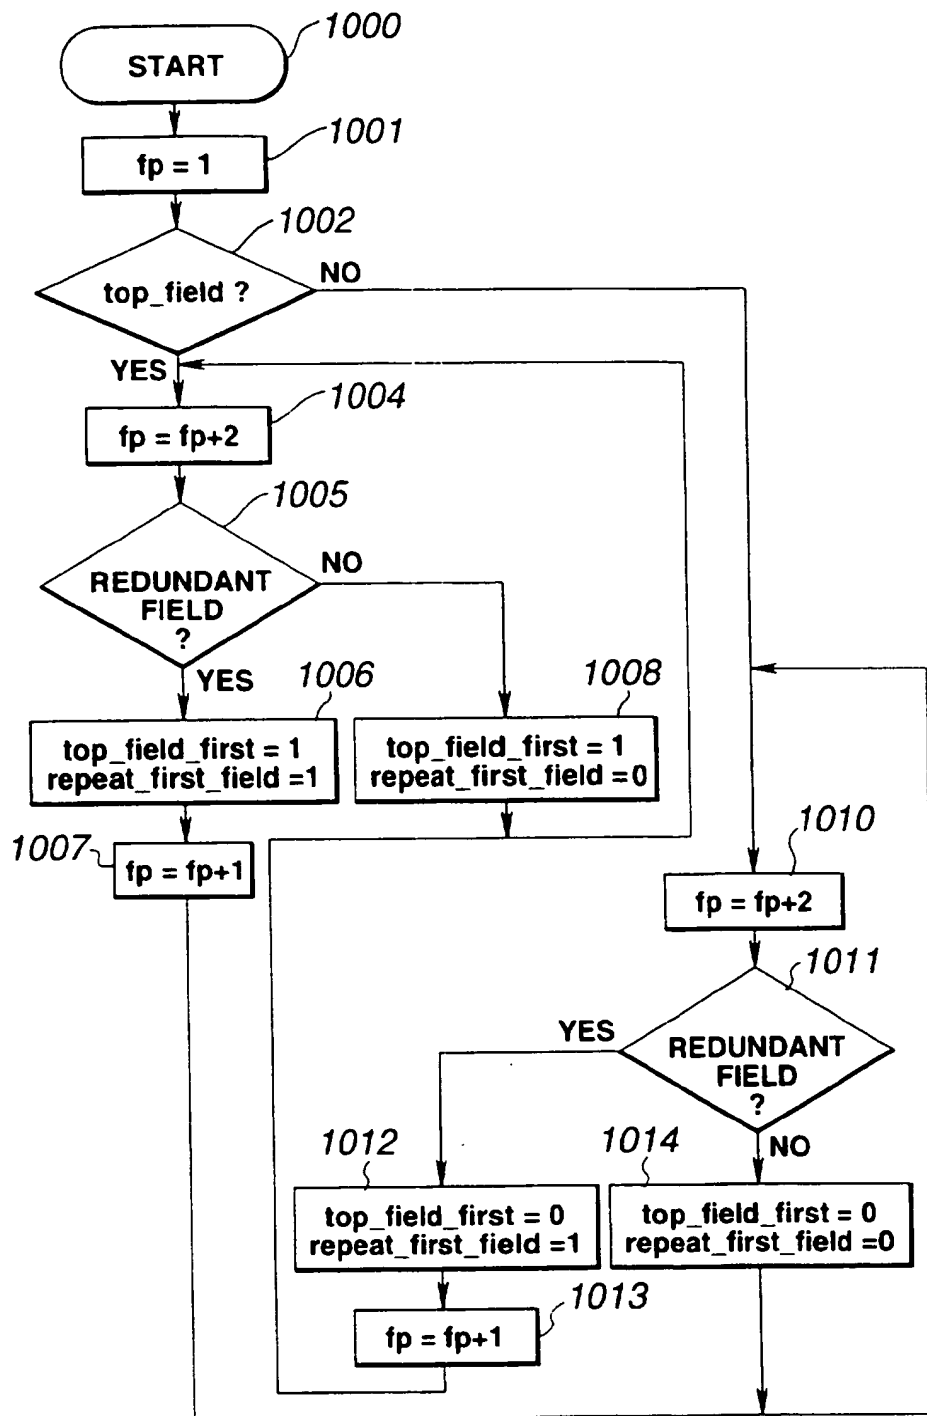 1000
START
1001
fp = 1
1002
top_field ?
NO
YES
1004
fp = fp+2
1005
REDUNDANT
FIELD
?
NO
YES
1006
top_field_first = 1
repeat_first_field =1
1008
top_field_first = 1
repeat_first_field =0
1007
fp = fp+1
1010
fp = fp+2
1011
REDUNDANT
FIELD
?
YES
NO
1012
top_field_first = 0
repeat_first_field =1
1014
top_field_first = 0
repeat_first_field =0
1013
fp = fp+1